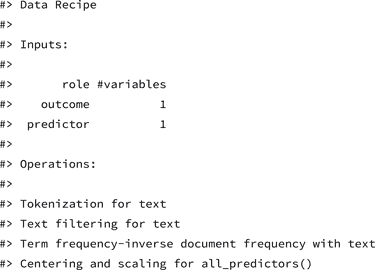 #> Data Recipe
#>
#> Inputs:
#>
#>       role #variables
#>    outcome          1
#>  predictor          1
#>
#> Operations:
#>
#> Tokenization for text
#> Text filtering for text
#> Term frequency-inverse document frequency with text
#> Centering and scaling for all_predictors()